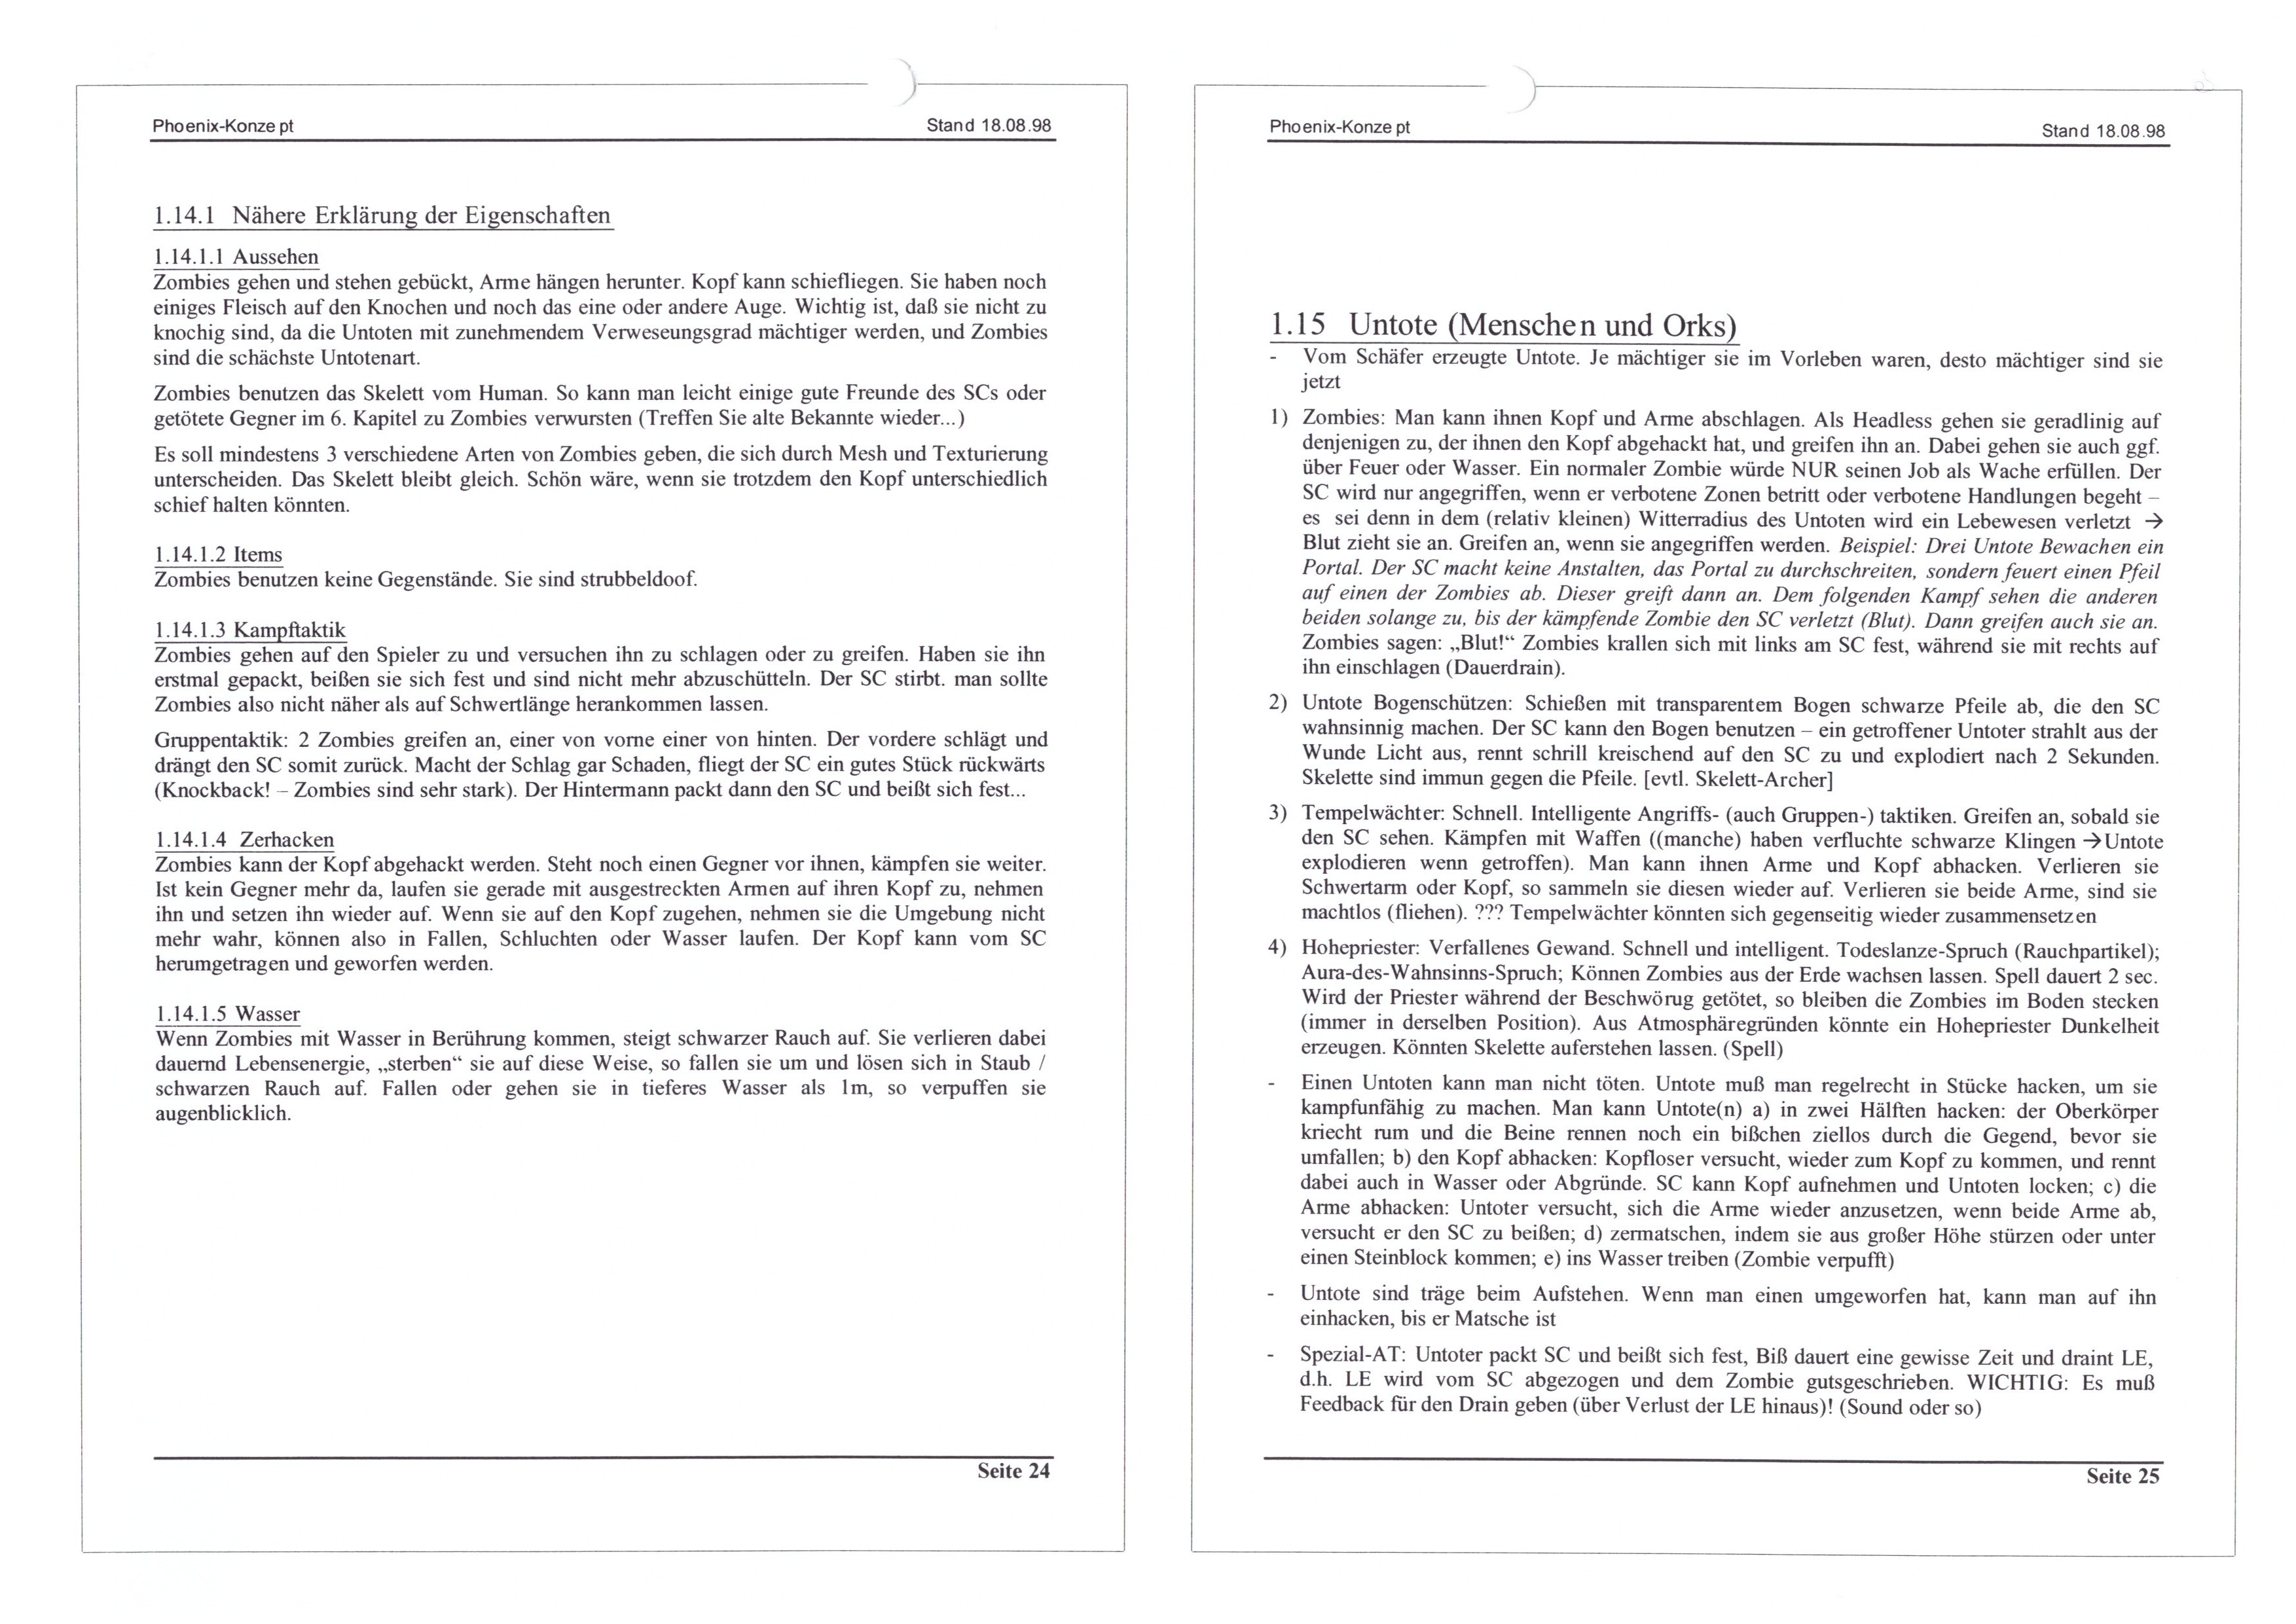 Phoenix-Konzept
Stand 18.08.98
1.14.1 Nähere Erklärung der Eigenschaften
1.14.1.1 Aussehen
Zombies gehen und stehen gebückt, Arme hängen herunter. Kopf kann schiefliegen. Sie haben noch
einiges Fleisch auf den Knochen und noch das eine oder andere Auge. Wichtig ist, daß sie nicht zu
knochig sind, da die Untoten mit zunehmendem Verweseungsgrad mächtiger werden, und Zombies
sind die schächste Untotenart.
Zombies benutzen das Skelett vom Human. So kann man leicht einige gute Freunde des SCs oder
getötete Gegner im 6. Kapitel zu Zombies verwursten (Treffen Sie alte Bekannte wieder...)
Es soll mindestens 3 verschiedene Arten von Zombies geben, die sich durch Mesh und Texturierung
unterscheiden. Das Skelett bleibt gleich. Schön wäre, wenn sie trotzdem den Kopf unterschiedlich
schief halten könnten.
1.14.1.2 Items
Zombies benutzen keine Gegenstände. Sie sind strubbeldoof.
1.14.1.3 Kampftaktik
Zombies gehen auf den Spieler zu und versuchen ihn zu schlagen oder zu greifen. Haben sie ihn
erstmal gepackt, beißen sie sich fest und sind nicht mehr abzuschütteln. Der SC stirbt. man sollte
Zombies also nicht näher als auf Schwertlänge herankommen lassen.
Gruppentaktik: 2 Zombies greifen an, einer von vorne einer von hinten. Der vordere schlägt und
drängt den SC somit zurück. Macht der Schlag gar Schaden, fliegt der SC ein gutes Stück rückwärts
(Knockback! – Zombies sind sehr stark). Der Hintermann packt dann den SC und beißt sich fest...
1.14.1.4 Zerhacken
Zombies kann der Kopf abgehackt werden. Steht noch einen Gegner vor ihnen, kämpfen sie weiter.
Ist kein Gegner mehr da, laufen sie gerade mit ausgestreckten Armen auf ihren Kopf zu, nehmen
ihn und setzen ihn wieder auf. Wenn sie auf den Kopf zugehen, nehmen sie die Umgebung nicht
mehr wahr, können also in Fallen, Schluchten oder Wasser laufen. Der Kopf kann vom SC
herumgetragen und geworfen werden.
1.14.1.5 Wasser
Wenn Zombies mit Wasser in Berührung kommen, steigt schwarzer Rauch auf. Sie verlieren dabei
dauernd Lebensenergie, „sterben“ sie auf diese Weise, so fallen sie um und lösen sich in Staub /
schwarzen Rauch auf. Fallen oder gehen sie in tieferes Wasser als 1m, so verpuffen sie
augenblicklich.
Seite 24
Phoenix-Konzept
Stand 18.08.98
1.15 Untote (Menschen und Orks)
- Vom Schäfer erzeugte Untote. Je mächtiger sie im Vorleben waren, desto mächtiger sind sie
jetzt
1) Zombies: Man kann ihnen Kopf und Arme abschlagen. Als Headless gehen sie geradlinig auf
denjenigen zu, der ihnen den Kopf abgehackt hat, und greifen ihn an. Dabei gehen sie auch ggf.
über Feuer oder Wasser. Ein normaler Zombie würde NUR seinen Job als Wache erfüllen. Der
SC wird nur angegriffen, wenn er verbotene Zonen betritt oder verbotene Handlungen begeht –
es sei denn in dem (relativ kleinen) Witterradius des Untoten wird ein Lebewesen verletzt →
Blut zieht sie an. Greifen an, wenn sie angegriffen werden. Beispiel: Drei Untote Bewachen ein
Portal. Der SC macht keine Anstalten, das Portal zu durchschreiten, sondern feuert einen Pfeil
auf einen der Zombies ab. Dieser greift dann an. Dem folgenden Kampf sehen die anderen
beiden solange zu, bis der kämpfende Zombie den SC verletzt (Blut). Dann greifen auch sie an.
Zombies sagen: „Blut!“ Zombies krallen sich mit links am SC fest, während sie mit rechts auf
ihn einschlagen (Dauerdrain).
2) Untote Bogenschützen: Schießen mit transparentem Bogen schwarze Pfeile ab, die den SC
wahnsinnig machen. Der SC kann den Bogen benutzen – ein getroffener Untoter strahlt aus der
Wunde Licht aus, rennt schrill kreischend auf den SC zu und explodiert nach 2 Sekunden.
Skelette sind immun gegen die Pfeile. [evtl. Skelett-Archer]
3) Tempelwächter: Schnell. Intelligente Angriffs- (auch Gruppen-) taktiken. Greifen an, sobald sie
den SC sehen. Kämpfen mit Waffen ((manche) haben verfluchte schwarze Klingen →Untote
explodieren wenn getroffen). Man kann ihnen Arme und Kopf abhacken. Verlieren sie
Schwertarm oder Kopf, so sammeln sie diesen wieder auf. Verlieren sie beide Arme, sind sie
machtlos (fliehen). ??? Tempelwächter könnten sich gegenseitig wieder zusammensetzen
4) Hohepriester: Verfallenes Gewand. Schnell und intelligent. Todeslanze-Spruch (Rauchpartikel);
Aura-des-Wahnsinns-Spruch; Können Zombies aus der Erde wachsen lassen. Spell dauert 2 sec.
Wird der Priester während der Beschwörug getötet, so bleiben die Zombies im Boden stecken
(immer in derselben Position). Aus Atmosphäregründen könnte ein Hohepriester Dunkelheit
erzeugen. Könnten Skelette auferstehen lassen. (Spell)
- Einen Untoten kann man nicht töten. Untote muß man regelrecht in Stücke hacken, um sie
kampfunfähig zu machen. Man kann Untote(n) a) in zwei Hälften hacken: der Oberkörper
kriecht rum und die Beine rennen noch ein bißchen ziellos durch die Gegend, bevor sie
umfallen; b) den Kopf abhacken: Kopfloser versucht, wieder zum Kopf zu kommen, und rennt
dabei auch in Wasser oder Abgründe. SC kann Kopf aufnehmen und Untoten locken; c) die
Arme abhacken: Untoter versucht, sich die Arme wieder anzusetzen, wenn beide Arme ab,
versucht er den SC zu beißen; d) zermatschen, indem sie aus großer Höhe stürzen oder unter
einen Steinblock kommen; e) ins Wasser treiben (Zombie verpufft)
- Untote sind träge beim Aufstehen. Wenn man einen umgeworfen hat, kann man auf ihn
einhacken, bis er Matsche ist
- Spezial-AT: Untoter packt SC und beißt sich fest, Biß dauert eine gewisse Zeit und draint LE,
d.h. LE wird vom SC abgezogen und dem Zombie gutsgeschrieben. WICHTIG: Es muß
Feedback für den Drain geben (über Verlust der LE hinaus)! (Sound oder so)
Seite 25